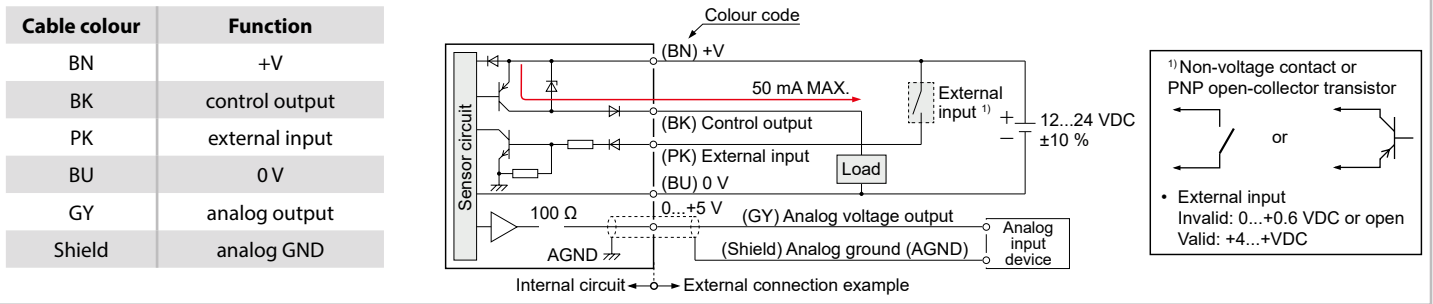 Cable colour Function
BN +V
BK control output
PK external input
BU 0 V
GY analog output
Shield analog GND
Colour code
Sensor circuit
(BN) +V
50 mA MAX.
(BK) Control output
(PK) External input
(BU) 0 V
External
input ¹⁾
+
−
12...24 VDC
±10 %
Load
100 Ω
0...+5 V
(GY) Analog voltage output
AGND
(Shield) Analog ground (AGND)
Analog
input
device
Internal circuit
External connection example
¹⁾ Non-voltage contact or
PNP open-collector transistor
or
• External input
Invalid: 0...+0.6 VDC or open
Valid: +4...+VDC